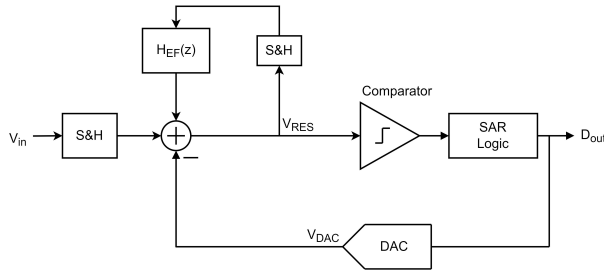 H_EF(z)
S&H
Comparator
V_in
S&H
V_RES
SAR
Logic
D_out
V_DAC
DAC